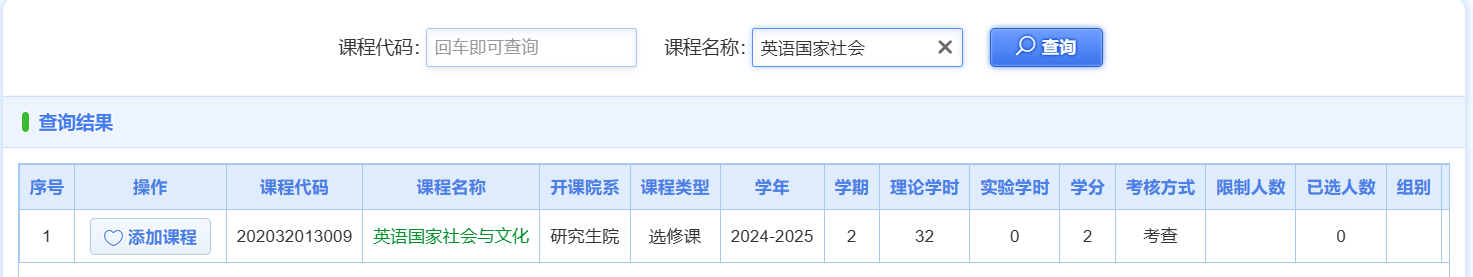 课程代码: 回车即可查询 课程名称: 英语国家社会 查询
查询结果
序号 操作 课程代码 课程名称 开课院系 课程类型 学年 学期 理论学时 实验学时 学分 考核方式 限制人数 已选人数 组别
1 添加课程 202032013009 英语国家社会与文化 研究生院 选修课 2024-2025 2 32 0 2 考查 0